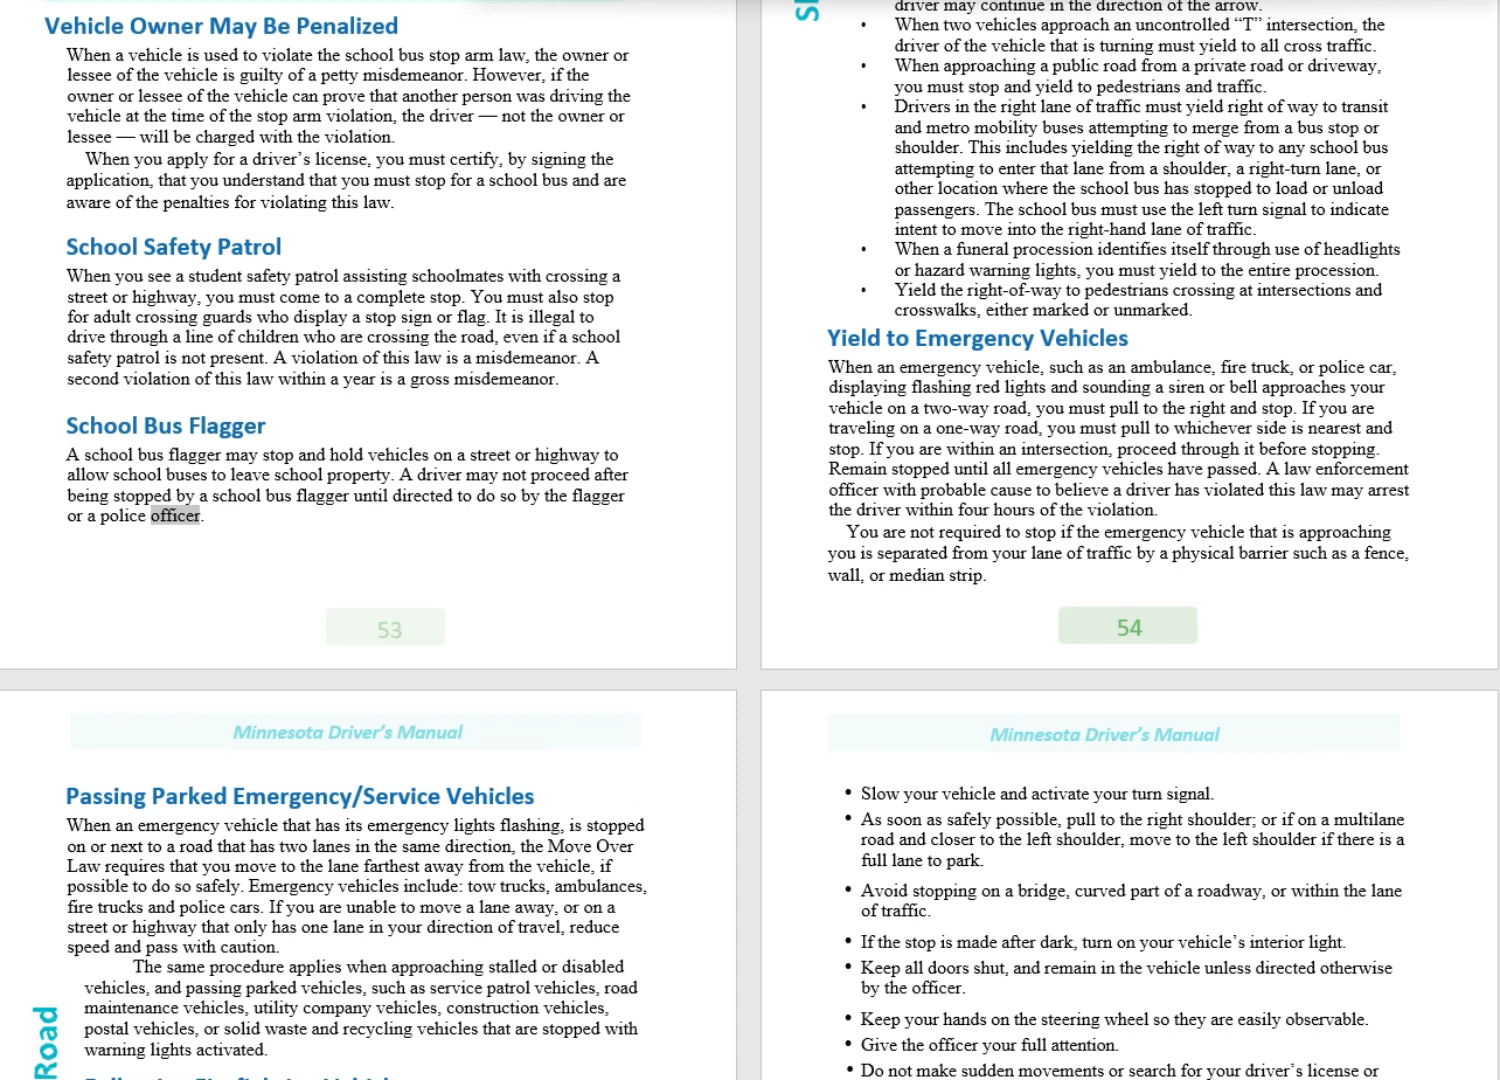 Vehicle Owner May Be Penalized
When a vehicle is used to violate the school bus stop arm law, the owner or
lessee of the vehicle is guilty of a petty misdemeanor. However, if the
owner or lessee of the vehicle can prove that another person was driving the
vehicle at the time of the stop arm violation, the driver — not the owner or
lessee — will be charged with the violation.
When you apply for a driver's license, you must certify, by signing the
application, that you understand that you must stop for a school bus and are
aware of the penalties for violating this law.
School Safety Patrol
When you see a student safety patrol assisting schoolmates with crossing a
street or highway, you must come to a complete stop. You must also stop
for adult crossing guards who display a stop sign or flag. It is illegal to
drive through a line of children who are crossing the road, even if a school
safety patrol is not present. A violation of this law is a misdemeanor. A
second violation of this law within a year is a gross misdemeanor.
School Bus Flagger
A school bus flagger may stop and hold vehicles on a street or highway to
allow school buses to leave school property. A driver may not proceed after
being stopped by a school bus flagger until directed to do so by the flagger
or a police officer.
53
driver may continue in the direction of the arrow.
• When two vehicles approach an uncontrolled “T” intersection, the
driver of the vehicle that is turning must yield to all cross traffic.
• When approaching a public road from a private road or driveway,
you must stop and yield to pedestrians and traffic.
• Drivers in the right lane of traffic must yield right of way to transit
and metro mobility buses attempting to merge from a bus stop or
shoulder. This includes yielding the right of way to any school bus
attempting to enter that lane from a shoulder, a right-turn lane, or
other location where the school bus has stopped to load or unload
passengers. The school bus must use the left turn signal to indicate
intent to move into the right-hand lane of traffic.
• When a funeral procession identifies itself through use of headlights
or hazard warning lights, you must yield to the entire procession.
• Yield the right-of-way to pedestrians crossing at intersections and
crosswalks, either marked or unmarked.
Yield to Emergency Vehicles
When an emergency vehicle, such as an ambulance, fire truck, or police car,
displaying flashing red lights and sounding a siren or bell approaches your
vehicle on a two-way road, you must pull to the right and stop. If you are
traveling on a one-way road, you must pull to whichever side is nearest and
stop. If you are within an intersection, proceed through it before stopping.
Remain stopped until all emergency vehicles have passed. A law enforcement
officer with probable cause to believe a driver has violated this law may arrest
the driver within four hours of the violation.
You are not required to stop if the emergency vehicle that is approaching
you is separated from your lane of traffic by a physical barrier such as a fence,
wall, or median strip.
54
Minnesota Driver's Manual
Passing Parked Emergency/Service Vehicles
When an emergency vehicle that has its emergency lights flashing, is stopped
on or next to a road that has two lanes in the same direction, the Move Over
Law requires that you move to the lane farthest away from the vehicle, if
possible to do so safely. Emergency vehicles include: tow trucks, ambulances,
fire trucks and police cars. If you are unable to move a lane away, or on a
street or highway that only has one lane in your direction of travel, reduce
speed and pass with caution.
The same procedure applies when approaching stalled or disabled
vehicles, and passing parked vehicles, such as service patrol vehicles, road
maintenance vehicles, utility company vehicles, construction vehicles,
postal vehicles, or solid waste and recycling vehicles that are stopped with
warning lights activated.
Road
Minnesota Driver's Manual
• Slow your vehicle and activate your turn signal.
• As soon as safely possible, pull to the right shoulder; or if on a multilane
road and closer to the left shoulder, move to the left shoulder if there is a
full lane to park.
• Avoid stopping on a bridge, curved part of a roadway, or within the lane
of traffic.
• If the stop is made after dark, turn on your vehicle's interior light.
• Keep all doors shut, and remain in the vehicle unless directed otherwise
by the officer.
• Keep your hands on the steering wheel so they are easily observable.
• Give the officer your full attention.
• Do not make sudden movements or search for your driver's license or